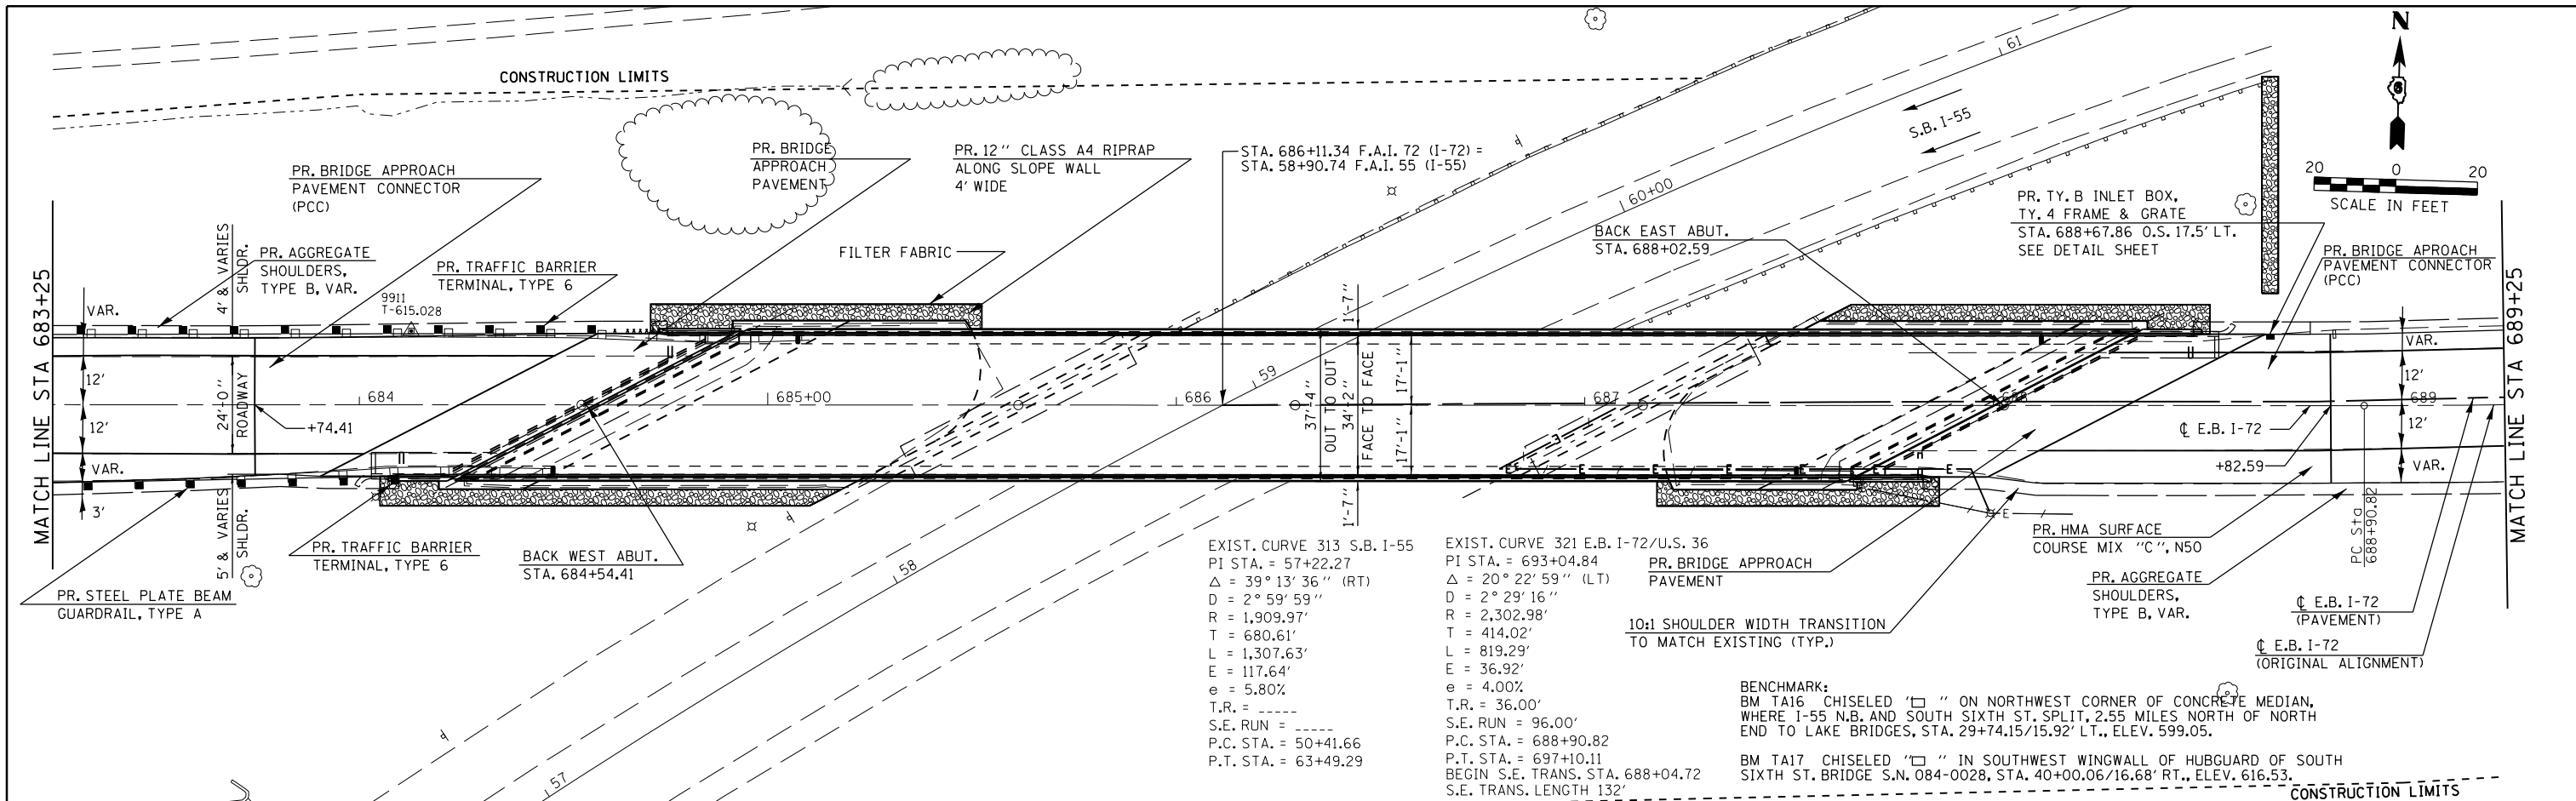 CONSTRUCTION LIMITS
N
6
61
S.B. I-55
20 0 20
SCALE IN FEET
PR. BRIDGE APPROACH
PAVEMENT CONNECTOR
(PCC)
PR. BRIDGE
APPROACH
PAVEMENT
PR. 12" CLASS A4 RIPRAP
ALONG SLOPE WALL
4' WIDE
STA. 686+11.34 F.A.I. 72 (I-72) =
STA. 58+90.74 F.A.I. 55 (I-55)
60+00
PR. TY. B INLET BOX,
TY. 4 FRAME & GRATE
STA. 688+67.86 O.S. 17.5' LT.
SEE DETAIL SHEET
BACK EAST ABUT.
STA. 688+02.59
PR. BRIDGE APROACH
PAVEMENT CONNECTOR
(PCC)
4' & VARIES
SHLDR.
PR. AGGREGATE
SHOULDERS,
TYPE B, VAR.
PR. TRAFFIC BARRIER
TERMINAL, TYPE 6
FILTER FABRIC
9911
T-615.028
MATCH LINE STA 683+25
VAR.
12'
12'
VAR.
3'
24'-0"
ROADWAY
5' & VARIES
SHLDR.
+74.41
684
685+00
686
59
687
689
1'-7"
37'-4"
OUT TO OUT
34'-2"
FACE TO FACE
17'-1"
17'-1"
1'-7"
VAR.
12'
12'
VAR.
MATCH LINE STA 689+25
℄ E.B. I-72
+82.59
PC Sta
688+90.82
E E E E E E
E
PR. STEEL PLATE BEAM
GUARDRAIL, TYPE A
PR. TRAFFIC BARRIER
TERMINAL, TYPE 6
BACK WEST ABUT.
STA. 684+54.41
58
57
EXIST. CURVE 313 S.B. I-55
PI STA. = 57+22.27
Δ = 39° 13' 36" (RT)
D = 2° 59' 59"
R = 1,909.97'
T = 680.61'
L = 1,307.63'
E = 117.64'
e = 5.80%
T.R. = _____
S.E. RUN = _____
P.C. STA. = 50+41.66
P.T. STA. = 63+49.29
EXIST. CURVE 321 E.B. I-72/U.S. 36
PI STA. = 693+04.84
Δ = 20° 22' 59" (LT)
D = 2° 29' 16"
R = 2,302.98'
T = 414.02'
L = 819.29'
E = 36.92'
e = 4.00%
T.R. = 36.00'
S.E. RUN = 96.00'
P.C. STA. = 688+90.82
P.T. STA. = 697+10.11
BEGIN S.E. TRANS. STA. 688+04.72
S.E. TRANS. LENGTH 132'
PR. BRIDGE APPROACH
PAVEMENT
10:1 SHOULDER WIDTH TRANSITION
TO MATCH EXISTING (TYP.)
PR. HMA SURFACE
COURSE MIX "C", N50
PR. AGGREGATE
SHOULDERS,
TYPE B, VAR.
℄ E.B. I-72
(PAVEMENT)
℄ E.B. I-72
(ORIGINAL ALIGNMENT)
BENCHMARK:
BM TA16 CHISELED "□ " ON NORTHWEST CORNER OF CONCRETE MEDIAN,
WHERE I-55 N.B. AND SOUTH SIXTH ST. SPLIT, 2.55 MILES NORTH OF NORTH
END TO LAKE BRIDGES, STA. 29+74.15/15.92' LT., ELEV. 599.05.
BM TA17 CHISELED "□ " IN SOUTHWEST WINGWALL OF HUBGUARD OF SOUTH
SIXTH ST. BRIDGE S.N. 084-0028, STA. 40+00.06/16.68' RT., ELEV. 616.53.
CONSTRUCTION LIMITS